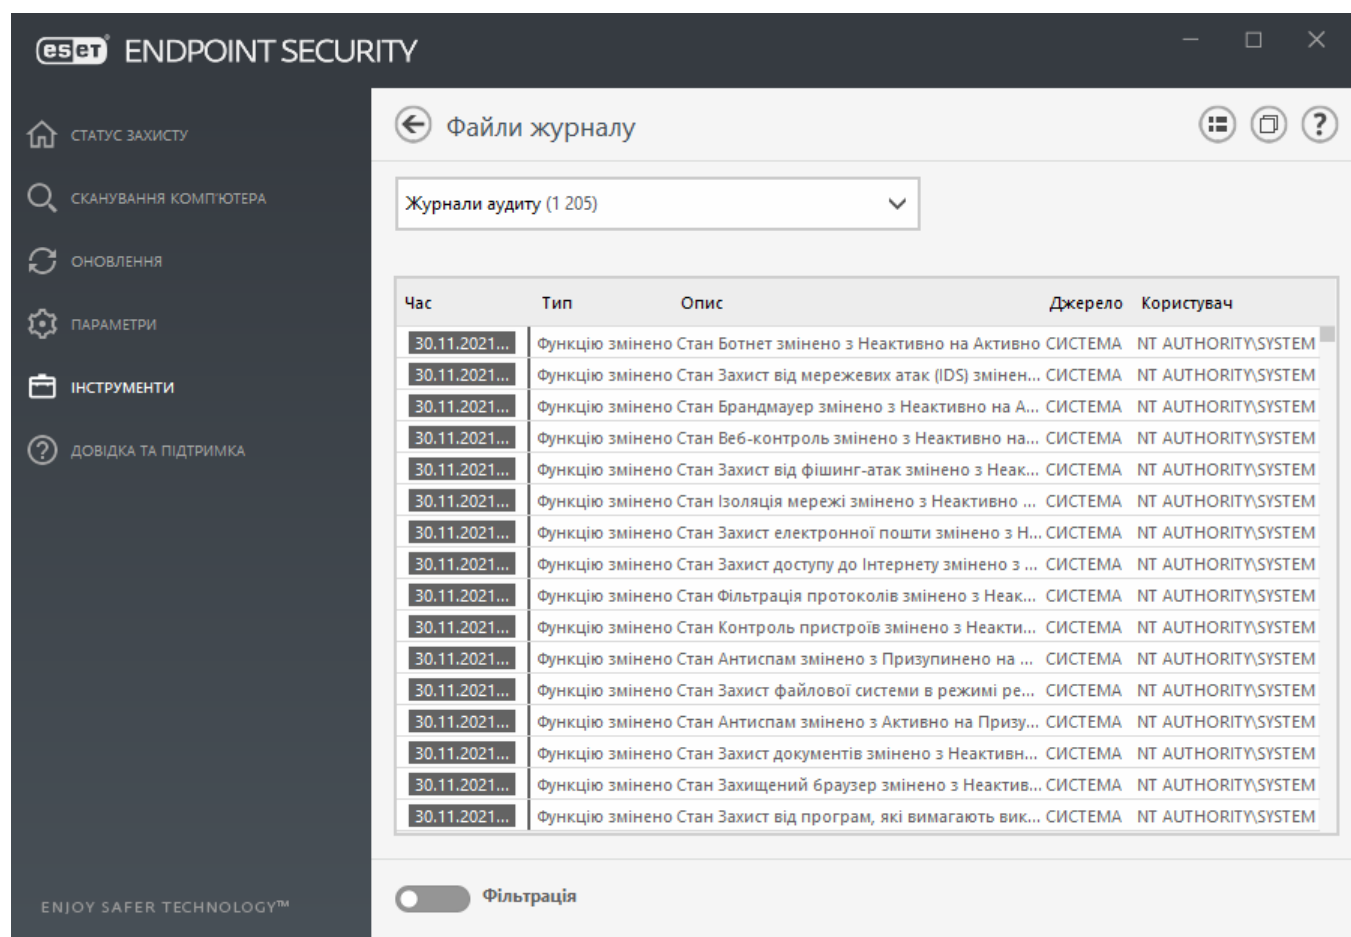 eset ENDPOINT SECURITY
СТАТУС ЗАХИСТУ
СКАНУВАННЯ КОМП'ЮТЕРА
ОНОВЛЕННЯ
ПАРАМЕТРИ
ІНСТРУМЕНТИ
ДОВІДКА ТА ПІДТРИМКА
ENJOY SAFER TECHNOLOGY™
Файли журналу
?
Журнали аудиту (1 205)
Час Тип Опис Джерело Користувач
30.11.2021... Функцію змінено Стан Ботнет змінено з Неактивно на Активно СИСТЕМА NT AUTHORITY\SYSTEM
30.11.2021... Функцію змінено Стан Захист від мережевих атак (IDS) змінен... СИСТЕМА NT AUTHORITY\SYSTEM
30.11.2021... Функцію змінено Стан Брандмауер змінено з Неактивно на А... СИСТЕМА NT AUTHORITY\SYSTEM
30.11.2021... Функцію змінено Стан Веб-контроль змінено з Неактивно на... СИСТЕМА NT AUTHORITY\SYSTEM
30.11.2021... Функцію змінено Стан Захист від фішинг-атак змінено з Неак... СИСТЕМА NT AUTHORITY\SYSTEM
30.11.2021... Функцію змінено Стан Ізоляція мережі змінено з Неактивно ... СИСТЕМА NT AUTHORITY\SYSTEM
30.11.2021... Функцію змінено Стан Захист електронної пошти змінено з Н... СИСТЕМА NT AUTHORITY\SYSTEM
30.11.2021... Функцію змінено Стан Захист доступу до Інтернету змінено з ... СИСТЕМА NT AUTHORITY\SYSTEM
30.11.2021... Функцію змінено Стан Фільтрація протоколів змінено з Неак... СИСТЕМА NT AUTHORITY\SYSTEM
30.11.2021... Функцію змінено Стан Контроль пристроїв змінено з Неакти... СИСТЕМА NT AUTHORITY\SYSTEM
30.11.2021... Функцію змінено Стан Антиспам змінено з Призупинено на ... СИСТЕМА NT AUTHORITY\SYSTEM
30.11.2021... Функцію змінено Стан Захист файлової системи в режимі ре... СИСТЕМА NT AUTHORITY\SYSTEM
30.11.2021... Функцію змінено Стан Антиспам змінено з Активно на Призу... СИСТЕМА NT AUTHORITY\SYSTEM
30.11.2021... Функцію змінено Стан Захист документів змінено з Неактивн... СИСТЕМА NT AUTHORITY\SYSTEM
30.11.2021... Функцію змінено Стан Захищений браузер змінено з Неактив... СИСТЕМА NT AUTHORITY\SYSTEM
30.11.2021... Функцію змінено Стан Захист від програм, які вимагають вик... СИСТЕМА NT AUTHORITY\SYSTEM
Фільтрація